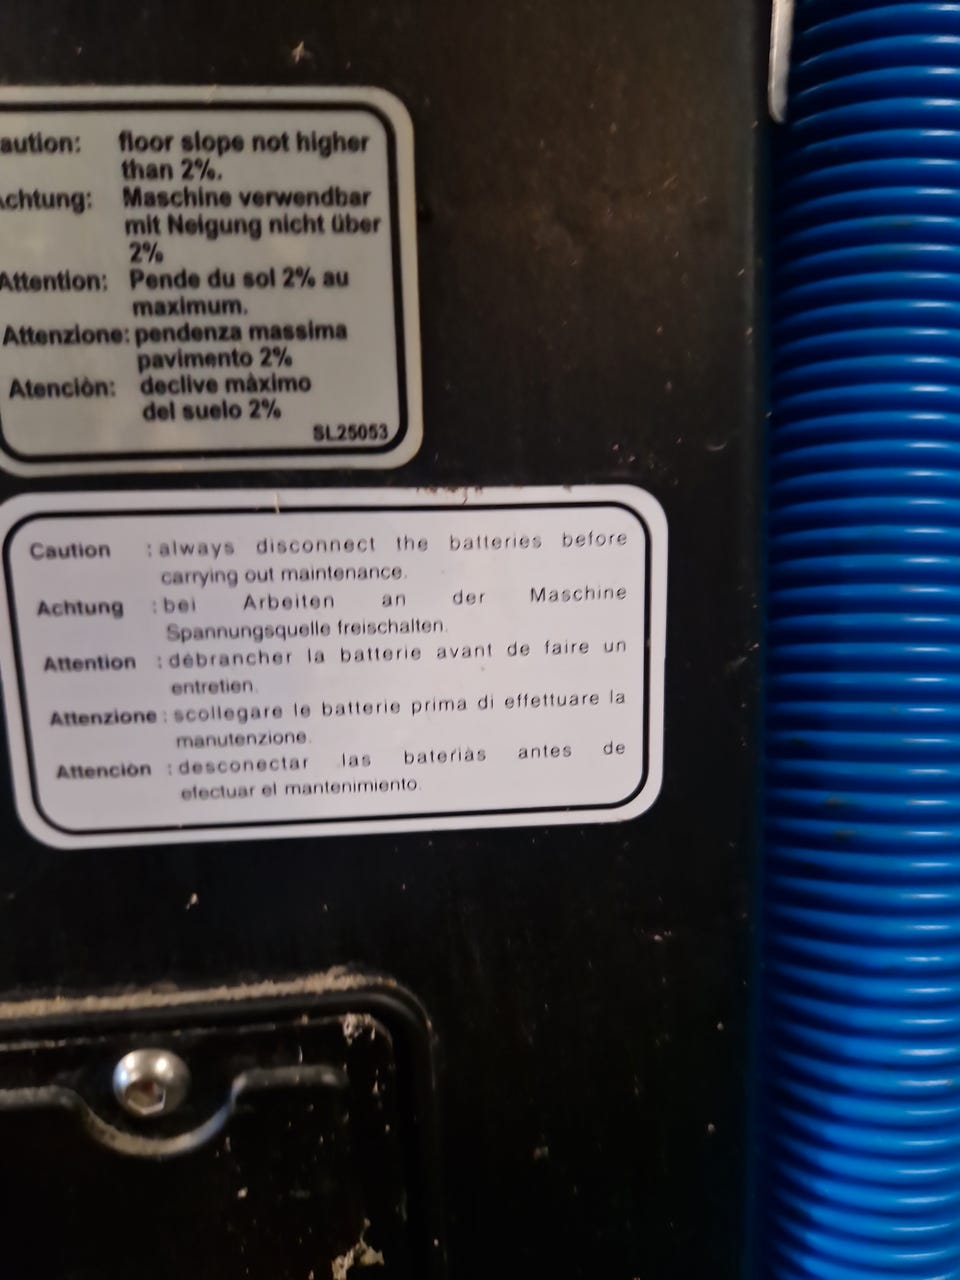 aution: floor slope not higher
than 2%.
chtung: Maschine verwendbar
mit Neigung nicht über
2%
Attention: Pende du sol 2% au
maximum.
Attenzione: pendenza massima
pavimento 2%
Atenciòn: declive màximo
del suelo 2%
SL25053
Caution : always disconnect the batteries before
carrying out maintenance.
Achtung : bei Arbeiten an der Maschine
Spannungsquelle freischalten.
Attention : débrancher la batterie avant de faire un
entretien.
Attenzione : scollegare le batterie prima di effettuare la
manutenzione.
Attenciòn : desconectar las bateriàs antes de
efectuar el mantenimiento.